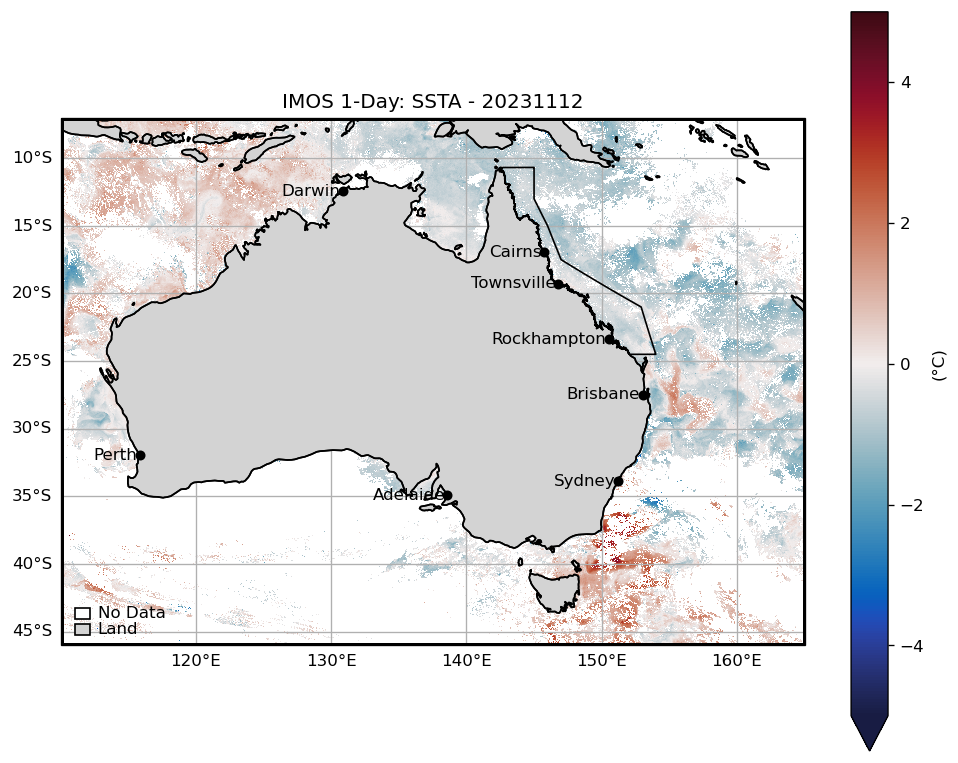 IMOS 1-Day: SSTA - 20231112
10°S
15°S
20°S
25°S
30°S
35°S
40°S
45°S
Darwin
Cairns
Townsville
Rockhampton
Brisbane
Perth
Sydney
Adelaide
No Data
Land
120°E
130°E
140°E
150°E
160°E
4
2
0
−2
−4
(°C)